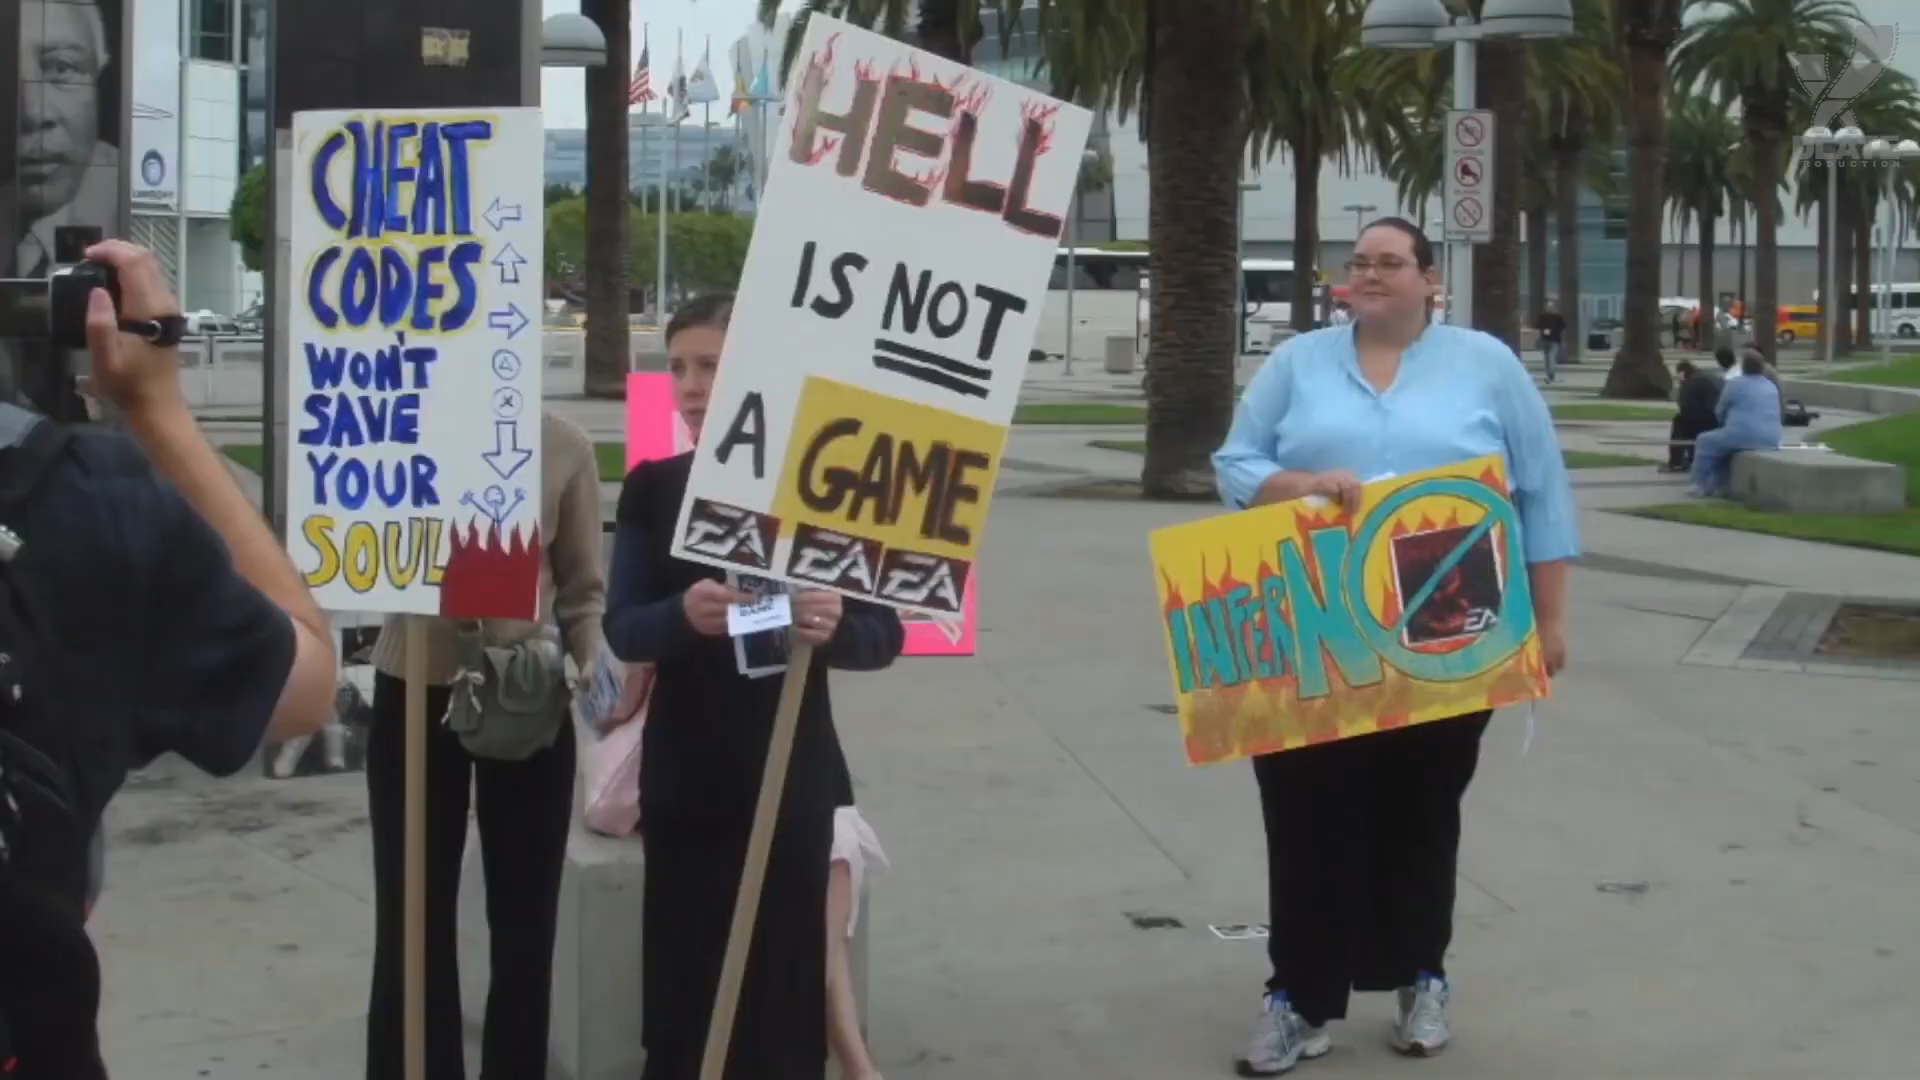 CHEAT
CODES
WON'T
SAVE
YOUR
SOUL
HELL
IS NOT
A GAME
EA EA EA
INFERNO
EA